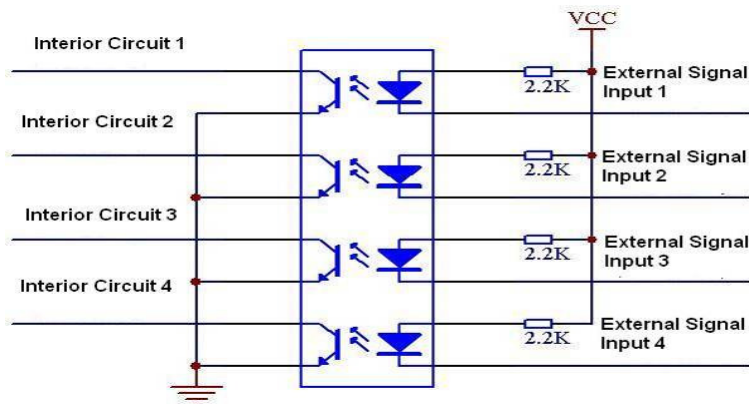 VCC
Interior Circuit 1
External Signal
Input 1
2.2K
Interior Circuit 2
External Signal
Input 2
2.2K
Interior Circuit 3
External Signal
Input 3
2.2K
Interior Circuit 4
External Signal
Input 4
2.2K